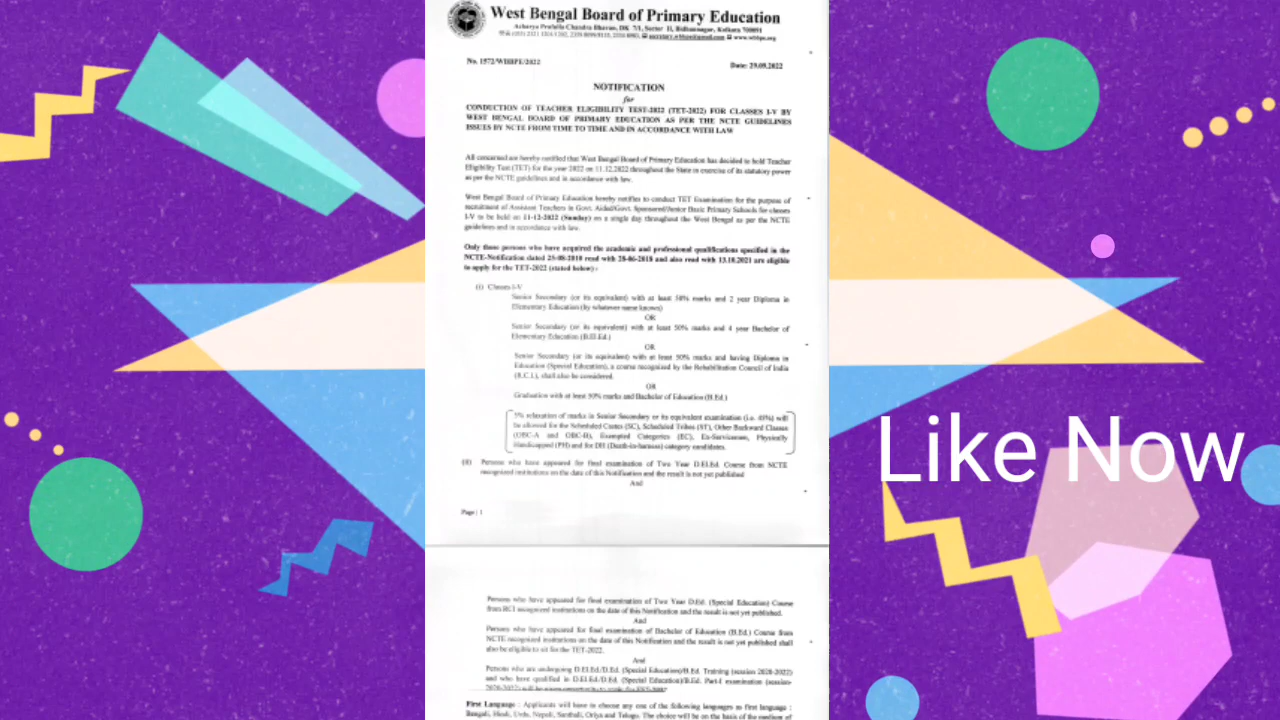 West Bengal Board of Primary Education
Acharya Prafulla Chandra Bhavan, DK 7/1, Sector II, Bidhannagar, Kolkata 700091
www.wbbpe.org
No. 1572/WBBPE/2022
Date: 29.09.2022
NOTIFICATION
for
CONDUCTION OF TEACHER ELIGIBILITY TEST-2022 (TET-2022) FOR CLASSES I-V BY
WEST BENGAL BOARD OF PRIMARY EDUCATION AS PER THE NCTE GUIDELINES
ISSUES BY NCTE FROM TIME TO TIME AND IN ACCORDANCE WITH LAW
All concerned are hereby notified that West Bengal Board of Primary Education has decided to hold Teacher
Eligibility Test (TET) for the year 2022 on 11.12.2022 throughout the State in exercise of its statutory power
as per the NCTE guidelines and in accordance with law.
West Bengal Board of Primary Education hereby notifies to conduct TET Examination for the purpose of
recruitment of Assistant Teachers in Govt. Aided/Govt. Sponsored/Junior Basic Primary Schools for classes
I-V to be held on 11-12-2022 (Sunday) on a single day throughout the West Bengal as per the NCTE
guidelines and in accordance with law.
Only those persons who have acquired the academic and professional qualifications specified in the
NCTE-Notification dated 23-08-2010 read with 28-06-2018 and also read with 13.10.2021 are eligible
to apply for the TET-2022 (stated below) :
(i) Classes I-V
Senior Secondary (or its equivalent) with at least 50% marks and 2 year Diploma in
Elementary Education (by whatever name known)
OR
Senior Secondary (or its equivalent) with at least 50% marks and 4 year Bachelor of
Elementary Education (B.El.Ed.)
OR
Senior Secondary (or its equivalent) with at least 50% marks and having Diploma in
Education (Special Education), a course recognized by the Rehabilitation Council of India
(R.C.I.), shall also be considered.
OR
Graduation with at least 50% marks and Bachelor of Education (B.Ed.)
5% relaxation of marks in Senior Secondary or its equivalent examination (i.e. 45%) will
be allowed for the Scheduled Castes (SC), Scheduled Tribes (ST), Other Backward Classes
(OBC-A and OBC-B), Exempted Categories (EC), Ex-Serviceman, Physically
Handicapped (PH) and for DH (Death-in-harness) category candidates.
(ii) Persons who have appeared for final examination of Two Year D.El.Ed. Course from NCTE
recognized institutions on the date of this Notification and the result is not yet published
And
Page | 1
Persons who have appeared for final examination of Two Year D.Ed. (Special Education) Course
from RCI recognized institutions on the date of this Notification and the result is not yet published.
And
Persons who have appeared for final examination of Bachelor of Education (B.Ed.) Course from
NCTE recognized institutions on the date of this Notification and the result is not yet published shall
also be eligible to sit for the TET-2022.
And
Persons who are undergoing D.El.Ed/D.Ed. (Special Education)/B.Ed. Training (session 2020-2022)
and who have qualified in D.El.Ed/D.Ed. (Special Education)/B.Ed. Part-I examination (session-
First Language : Applicants will have to choose any one of the following languages as first language :
Bengali, Hindi, Urdu, Nepali, Santhali, Oriya and Telugu. The choice will be on the basis of the medium of
Like Now